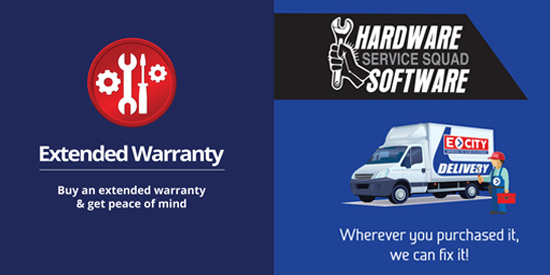 Extended Warranty
Buy an extended warranty
& get peace of mind
HARDWARE
SERVICE SQUAD
SOFTWARE
E CITY
DELIVERY
Wherever you purchased it,
we can fix it!